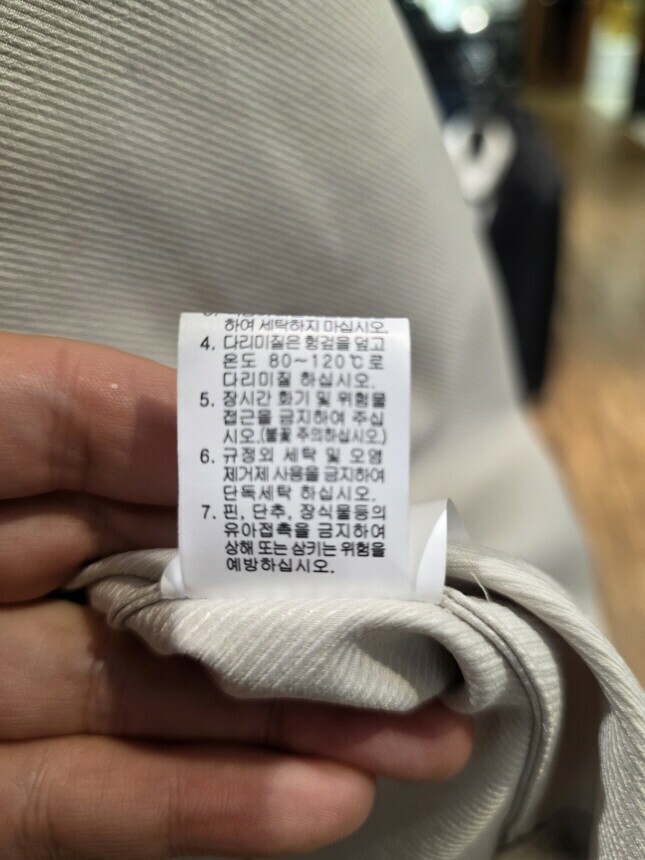 하여 세탁하지 마십시오.
4. 다리미질은 헝겊을 덮고
온도 80~120℃로
다리미질 하십시오.
5. 장시간 화기 및 위험물
접근을 금지하여 주십
시오.(불꽃 주의하십시오.)
6. 규정외 세탁 및 오염
제거제 사용을 금지하여
단독세탁 하십시오.
7. 핀, 단추, 장식물등의
유아접촉을 금지하여
상해 또는 삼키는 위험을
예방하십시오.